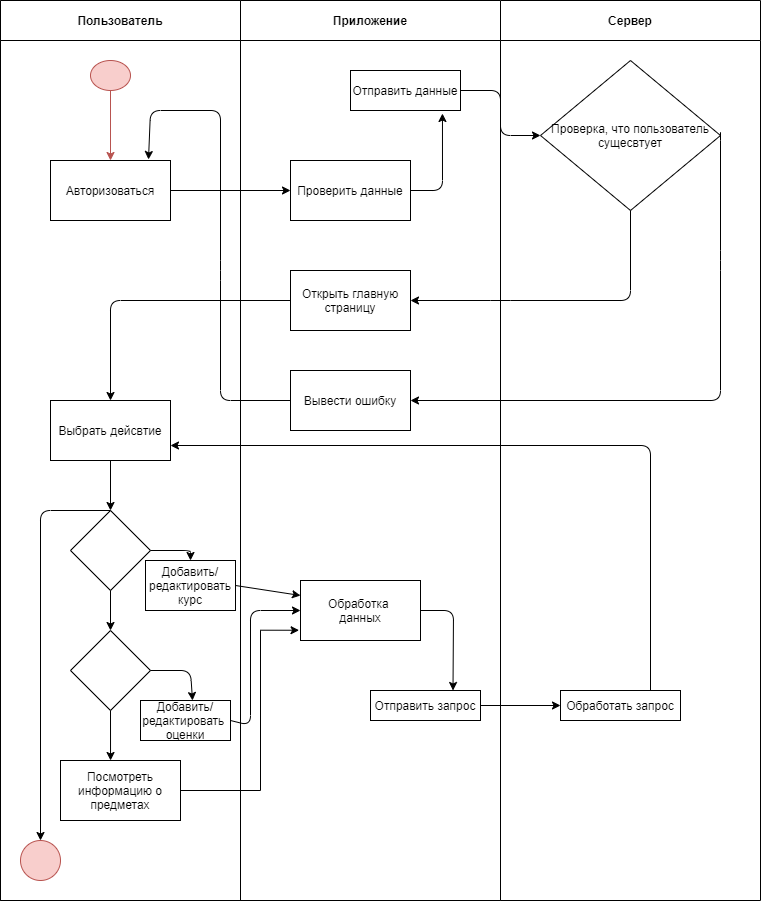 Пользователь
Приложение
Сервер
Отправить данные
Проверка, что пользователь
сущесвтует
Авторизоваться
Проверить данные
Открыть главную
страницу
Вывести ошибку
Выбрать дейсвтие
Добавить/
редактировать
курс
Обработка
данных
Добавить/
редактировать
оценки
Отправить запрос
Обработать запрос
Посмотреть
информацию о
предметах